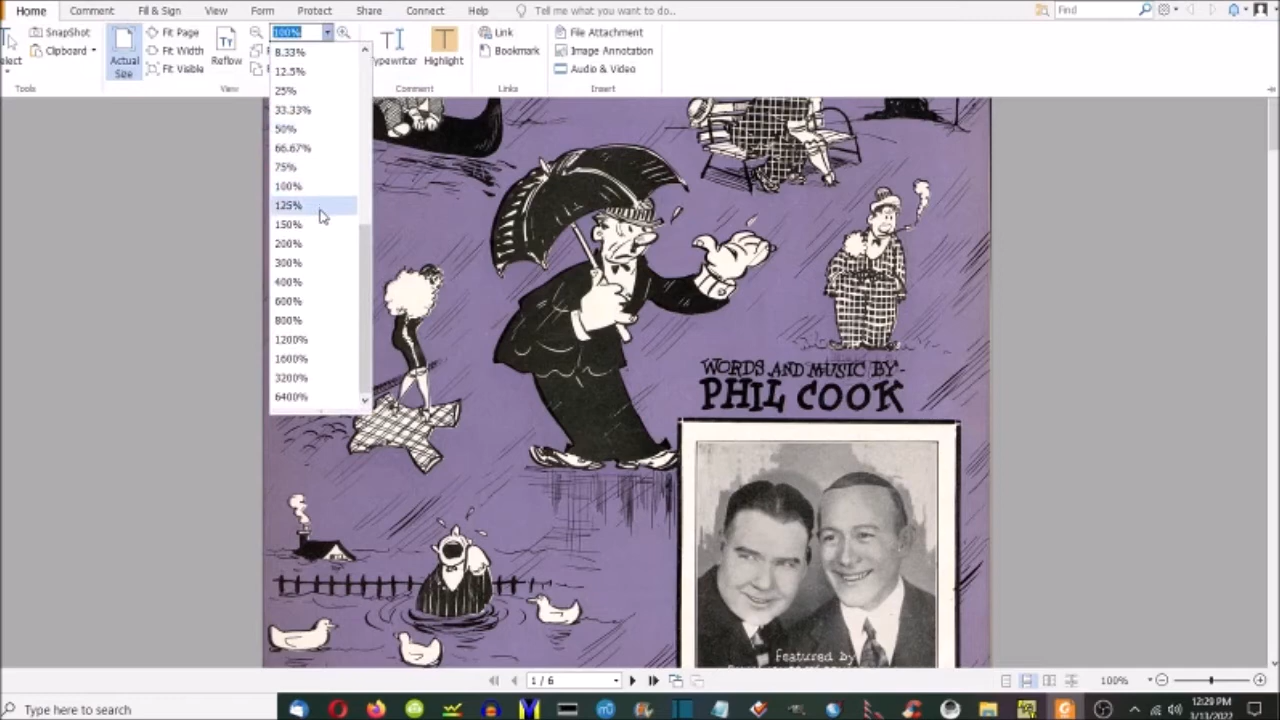 Home Comment Fill & Sign View Form Protect Share Connect Help Tell me what you want to do.. Find
SnapShot Fit Page 100% Link File Attachment
Clipboard Fit Width Bookmark Image Annotation
Actual Size Fit Visible Reflow Typewriter Highlight Audio & Video
Tools View Comment Links Insert
8.33%
12.5%
25%
33.33%
50%
66.67%
75%
100%
125%
150%
200%
300%
400%
600%
800%
1200%
1600%
3200%
6400%
WORDS AND MUSIC BY-
PHIL COOK
Featured by
1 / 6 100%
Type here to search 12:29 PM
3/13/2022